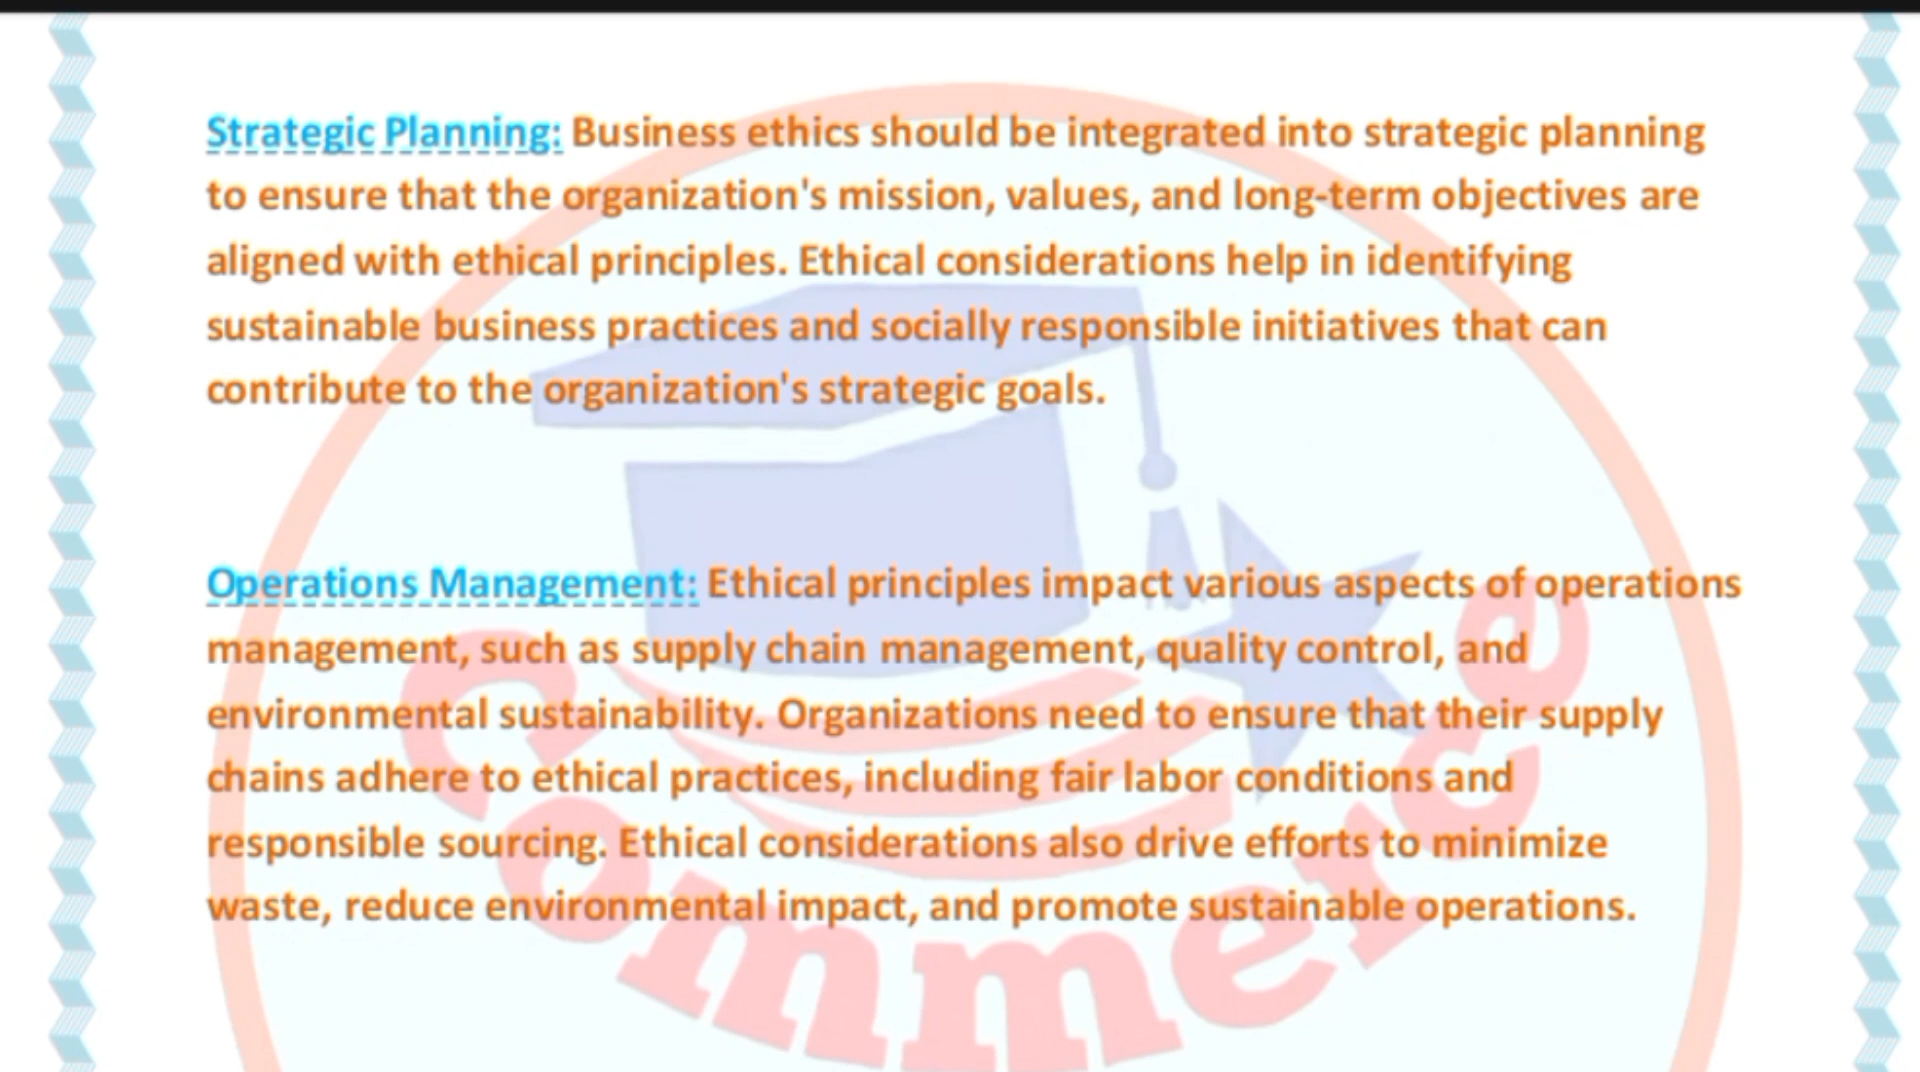 Strategic Planning: Business ethics should be integrated into strategic planning
to ensure that the organization's mission, values, and long-term objectives are
aligned with ethical principles. Ethical considerations help in identifying
sustainable business practices and socially responsible initiatives that can
contribute to the organization's strategic goals.
Operations Management: Ethical principles impact various aspects of operations
management, such as supply chain management, quality control, and
environmental sustainability. Organizations need to ensure that their supply
chains adhere to ethical practices, including fair labor conditions and
responsible sourcing. Ethical considerations also drive efforts to minimize
waste, reduce environmental impact, and promote sustainable operations.
Commerce